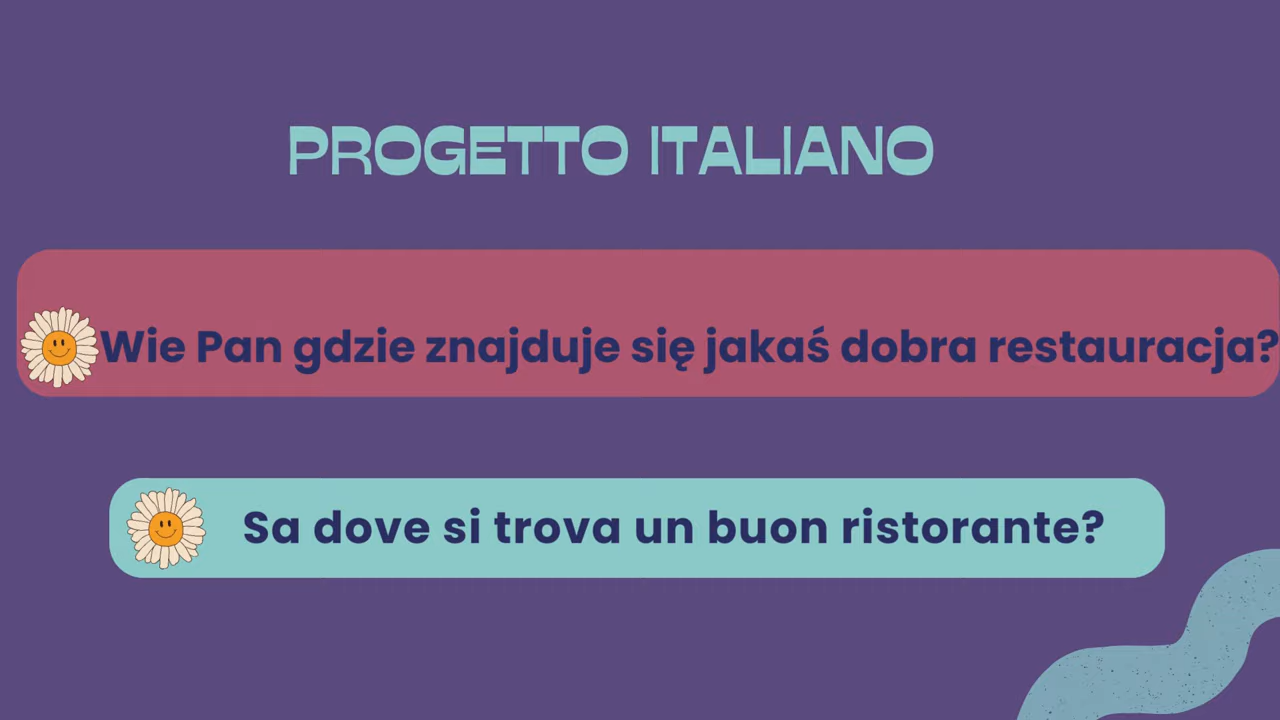 PROGETTO ITALIANO
Wie Pan gdzie znajduje się jakaś dobra restauracja?
Sa dove si trova un buon ristorante?